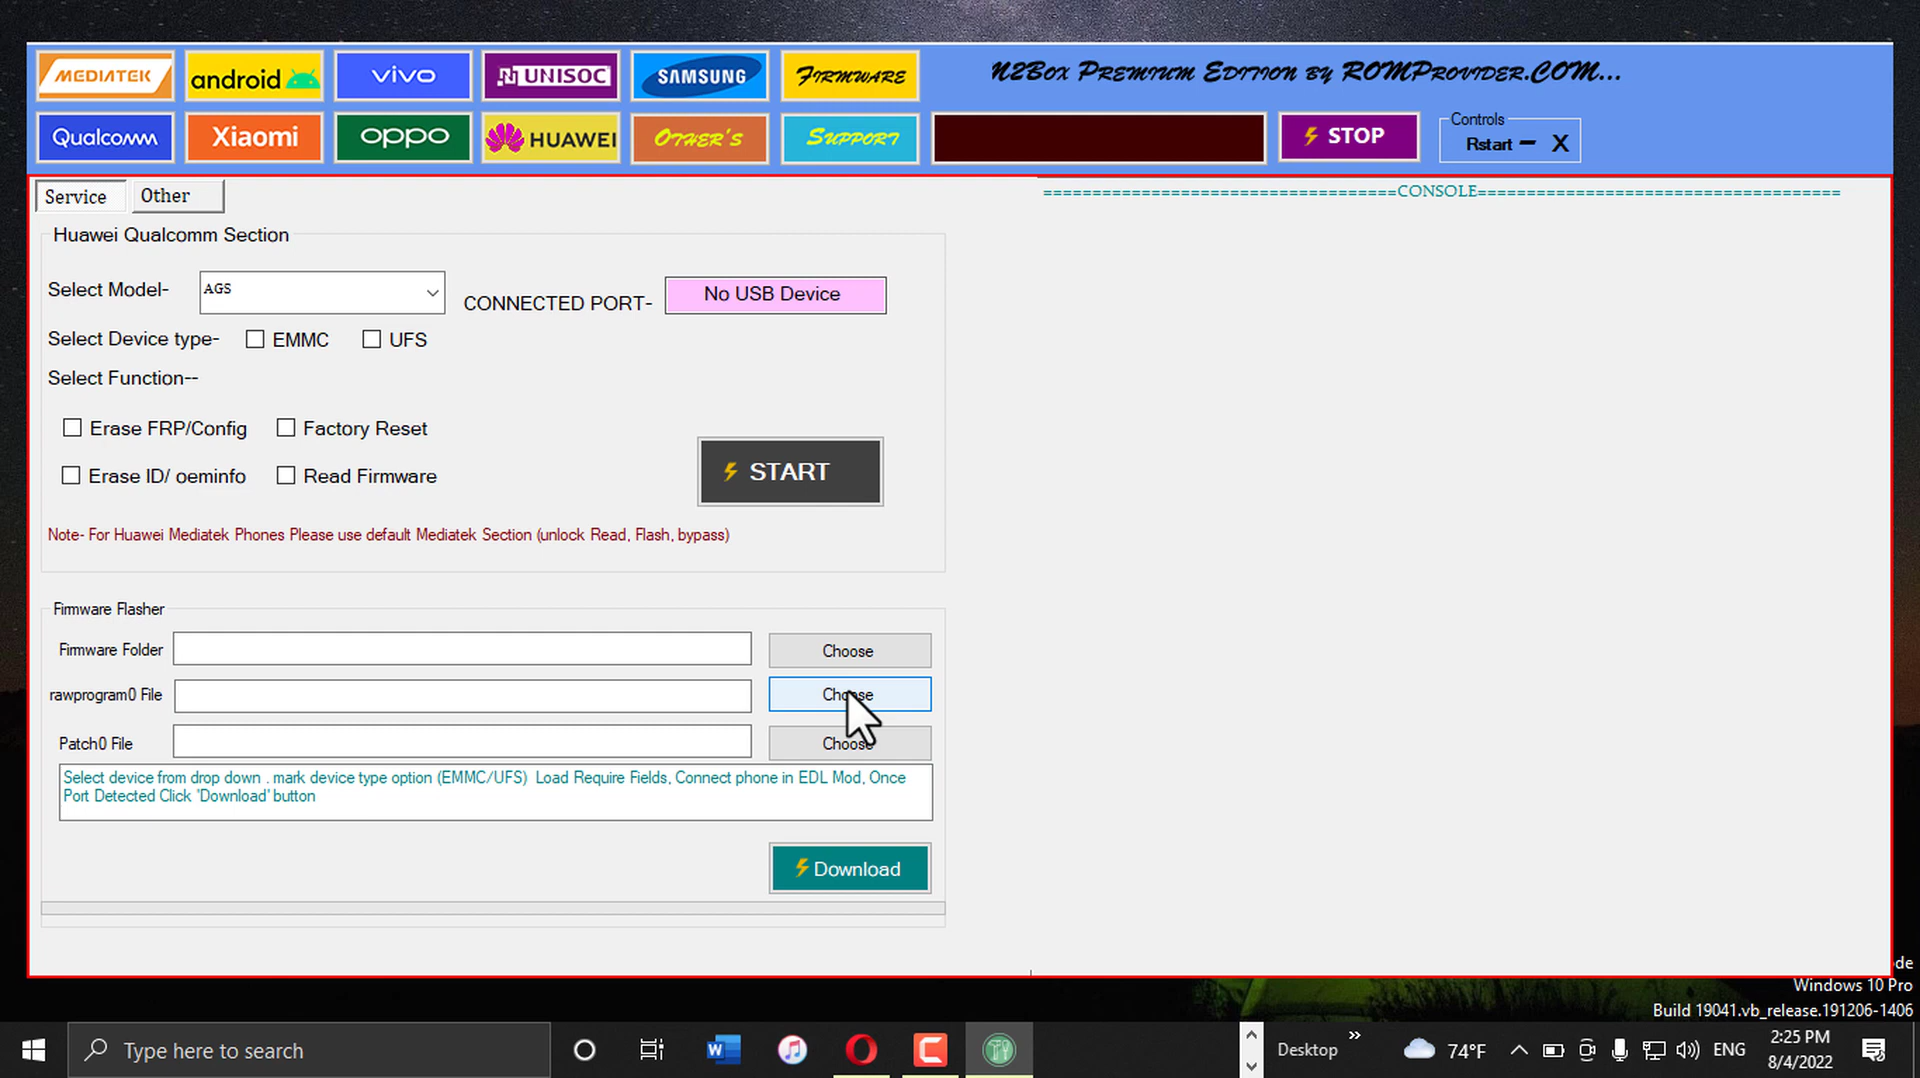 MEDIATEK android vivo UNISOC SAMSUNG FIRMWARE N2Box Premium Edition by ROMProvider.COM...
Qualcomm Xiaomi oppo HUAWEI OTHER'S SUPPORT STOP Controls
Rstart X
Service Other
===================================CONSOLE=====================================
Huawei Qualcomm Section
Select Model- AGS CONNECTED PORT- No USB Device
Select Device type- EMMC UFS
Select Function--
Erase FRP/Config Factory Reset
Erase ID/ oeminfo Read Firmware START
Note- For Huawei Mediatek Phones Please use default Mediatek Section (unlock Read, Flash, bypass)
Firmware Flasher
Firmware Folder Choose
rawprogram0 File Choose
Patch0 File Choose
Select device from drop down . mark device type option (EMMC/UFS) Load Require Fields, Connect phone in EDL Mod, Once
Port Detected Click 'Download' button
Download
de
Windows 10 Pro
Build 19041.vb_release.191206-1406
Type here to search Desktop 74°F ENG 2:25 PM
8/4/2022